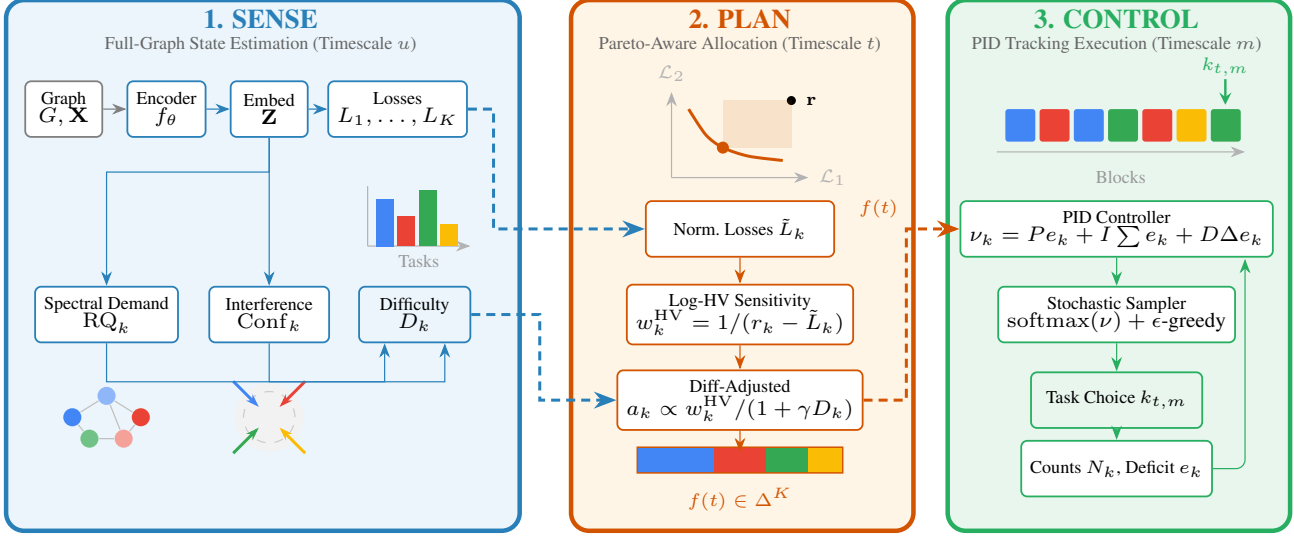 1. SENSE
Full-Graph State Estimation (Timescale u)
Graph
G, X
Encoder
f_θ
Embed
Z
Losses
L_1, . . . , L_K
Tasks
Spectral Demand
RQ_k
Interference
Conf_k
Difficulty
D_k
2. PLAN
Pareto-Aware Allocation (Timescale t)
ℒ_2
r
ℒ_1
Norm. Losses L̃_k
Log-HV Sensitivity
w_k^HV = 1/(r_k − L̃_k)
Diff-Adjusted
a_k ∝ w_k^HV/(1 + γD_k)
f(t) ∈ Δ^K
f(t)
3. CONTROL
PID Tracking Execution (Timescale m)
k_{t,m}
Blocks
PID Controller
ν_k = Pe_k + I ∑ e_k + DΔe_k
Stochastic Sampler
softmax(ν) + ϵ-greedy
Task Choice k_{t,m}
Counts N_k, Deficit e_k